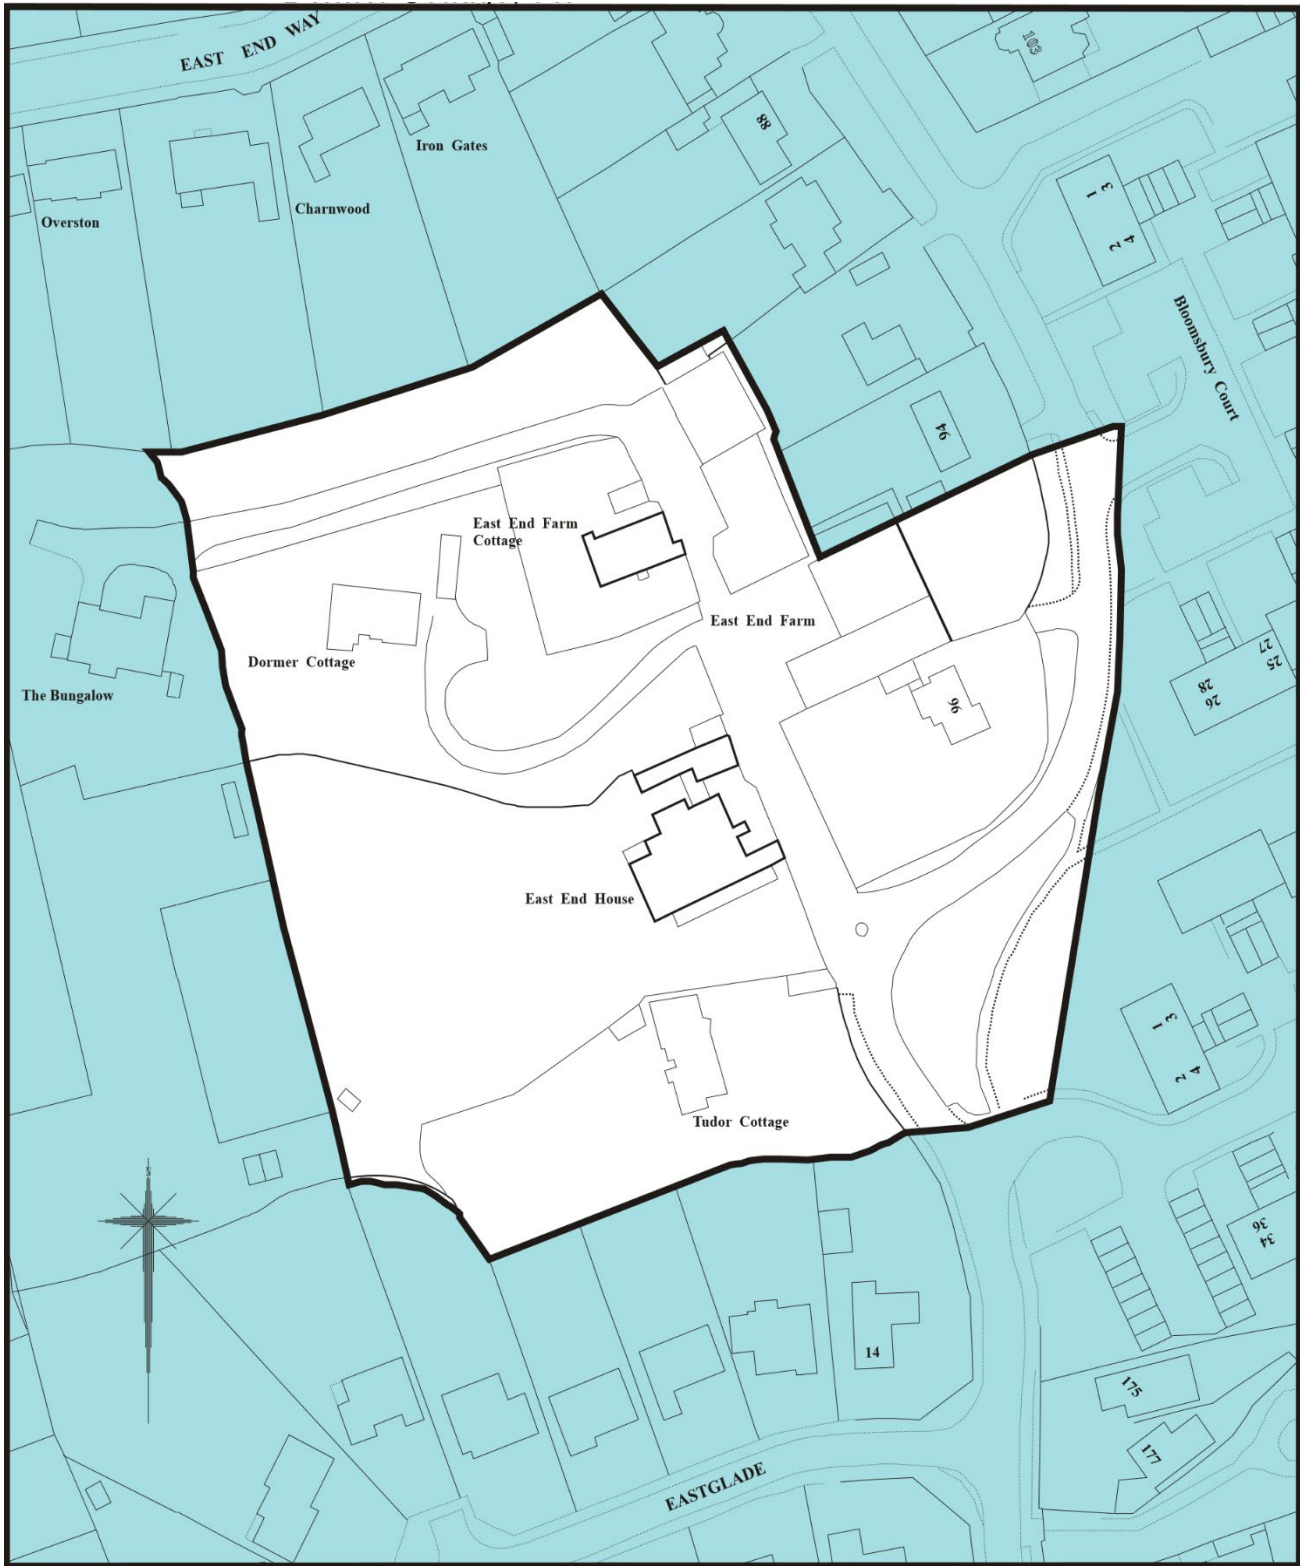 EAST END WAY
103
88
Iron Gates
1 3
2 4
Overston
Charnwood
Bloomsbury Court
94
East End Farm
Cottage
East End Farm
Dormer Cottage
25
27
26
28
The Bungalow
96
East End House
1 3
2 4
Tudor Cottage
N
36
34
14
175
177
EASTGLADE